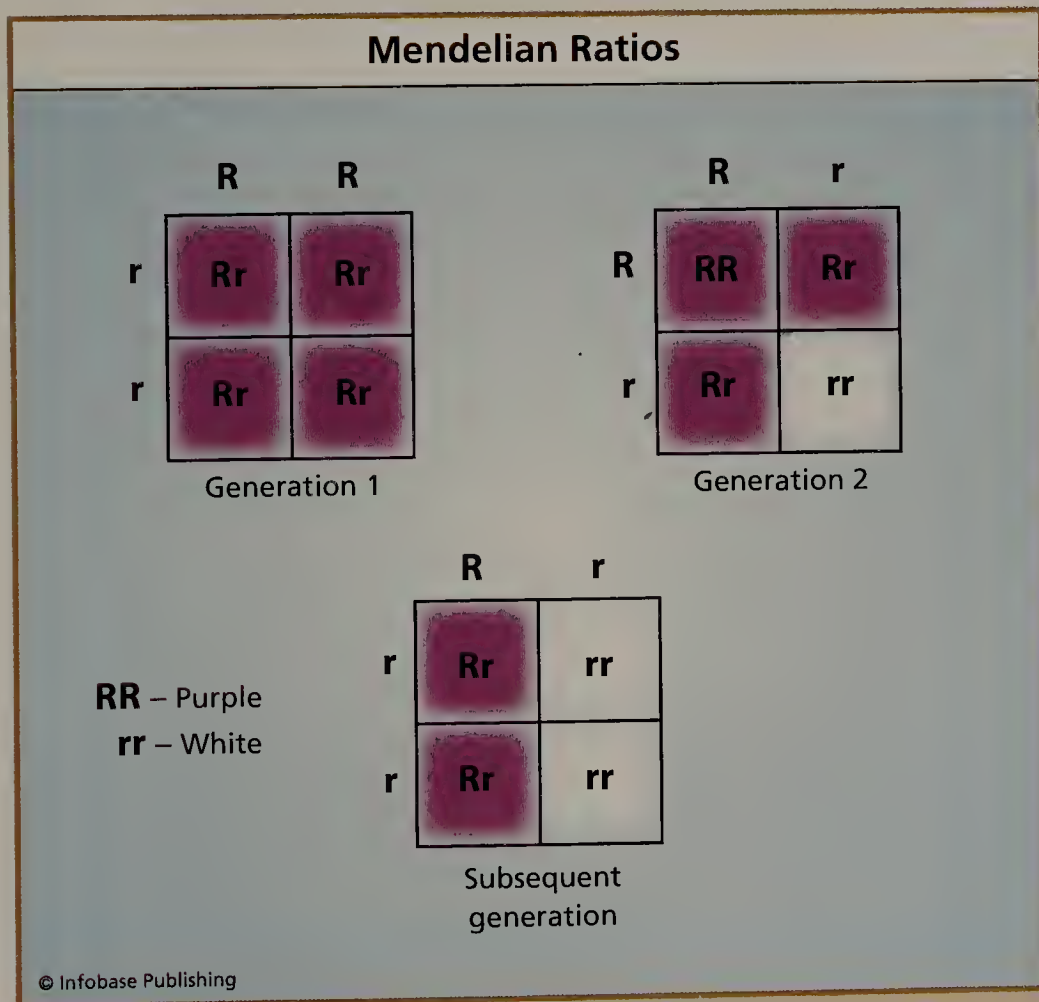 Mendelian Ratios
R R
r Rr Rr
r Rr Rr
Generation 1
R r
R RR Rr
r Rr rr
Generation 2
R r
r Rr rr
r Rr rr
Subsequent
generation
RR – Purple
rr – White
© Infobase Publishing